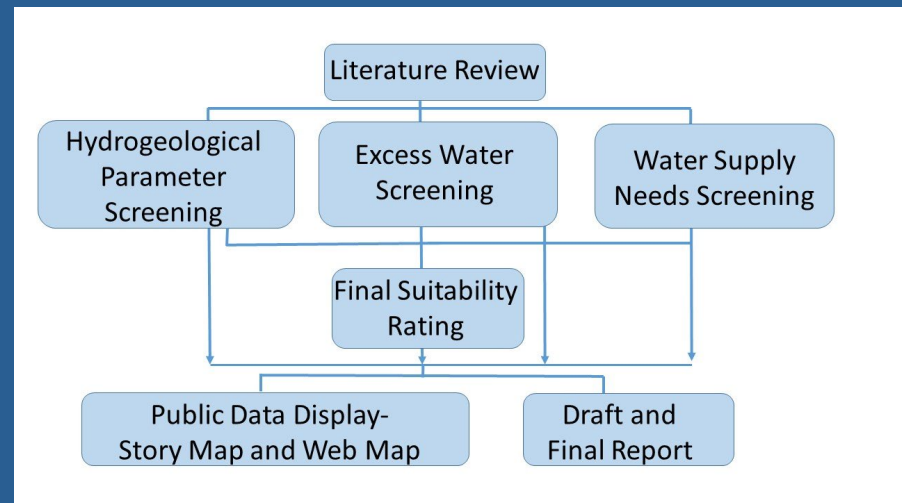 Literature Review
Hydrogeological
Parameter
Screening
Excess Water
Screening
Water Supply
Needs Screening
Final Suitability
Rating
Public Data Display-
Story Map and Web Map
Draft and
Final Report